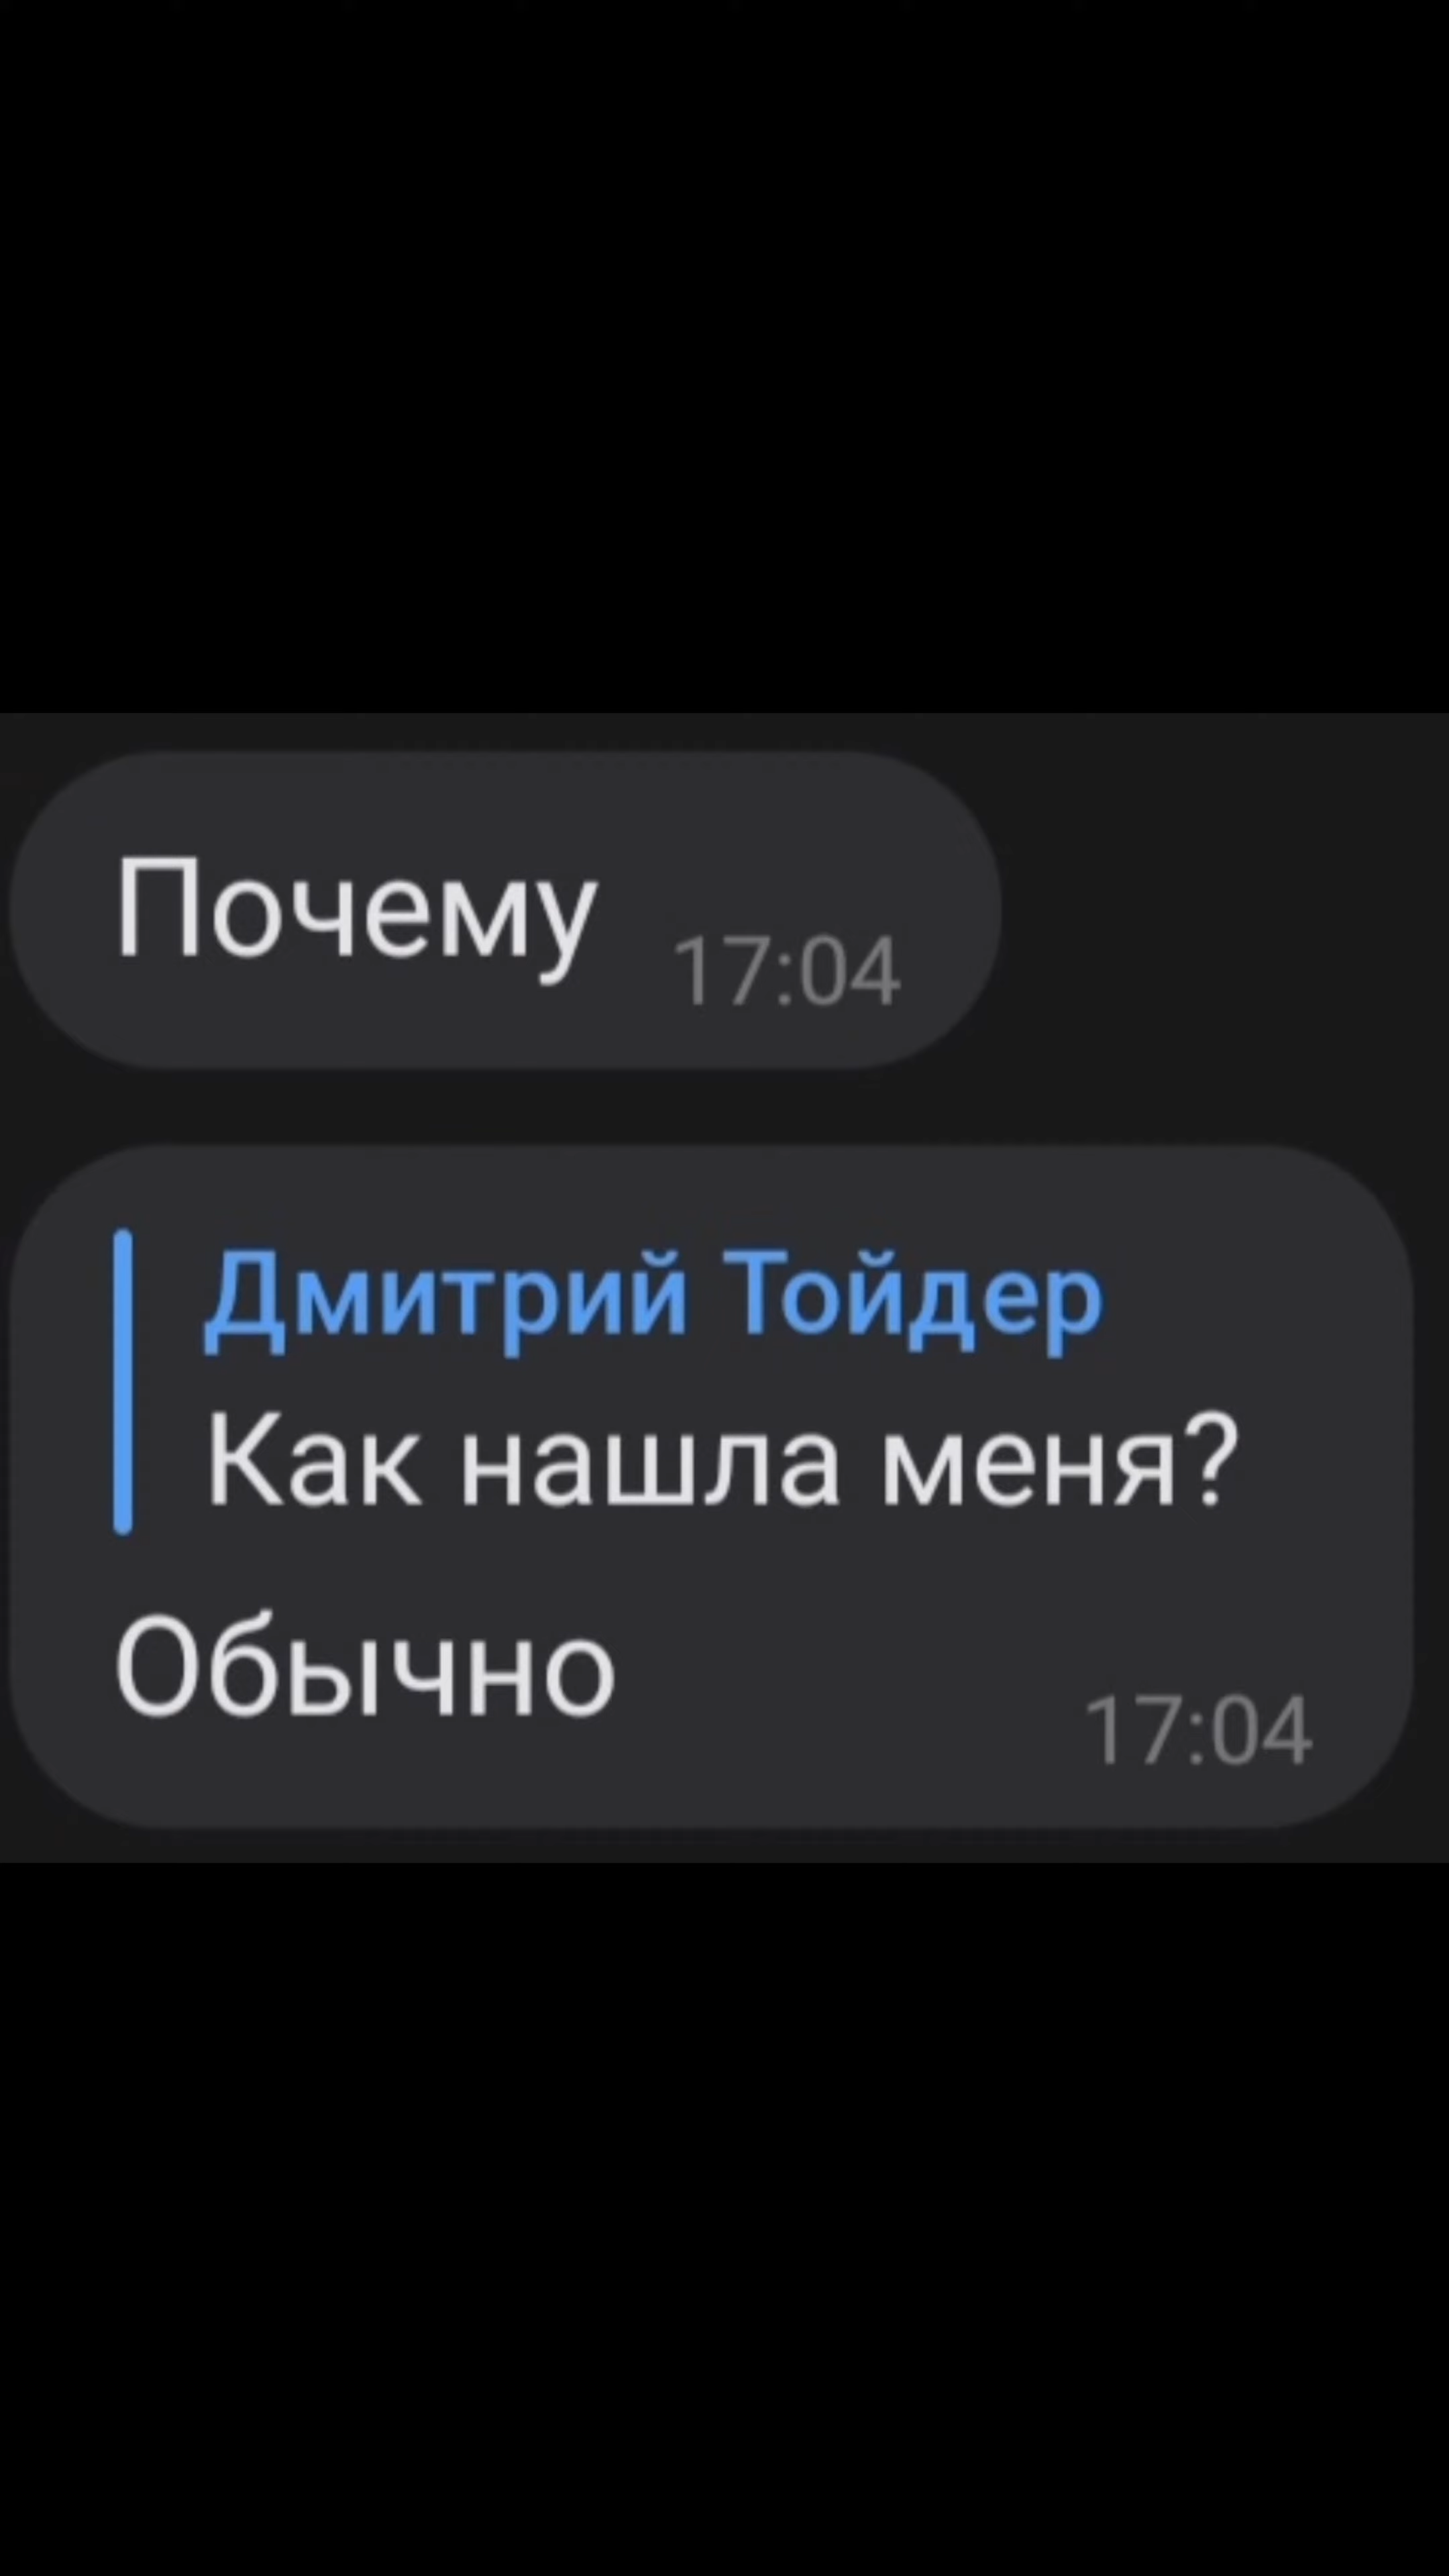 Почему
17:04
Дмитрий Тойдер
Как нашла меня?
Обычно
17:04